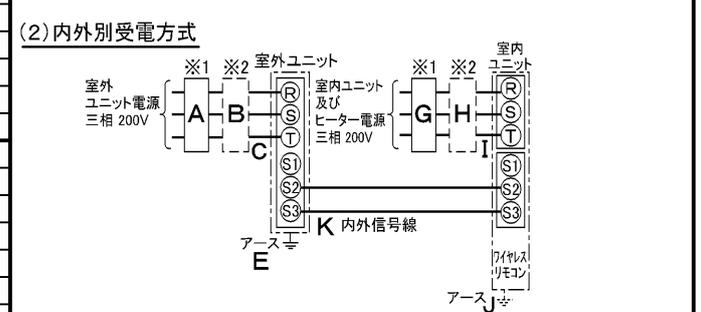 (2)内外別受電方式
※1 ※2 室外ユニット
室外
ユニット電源
三相 200V
A
B
C
R
S
T
S1
S2
S3
アース
E
K 内外信号線
※1 ※2
室内
ユニット
室内ユニット
及び
ヒーター電源
三相 200V
G
H
I
R
S
T
S1
S2
S3
ワイヤレス
リモコン
アース
J